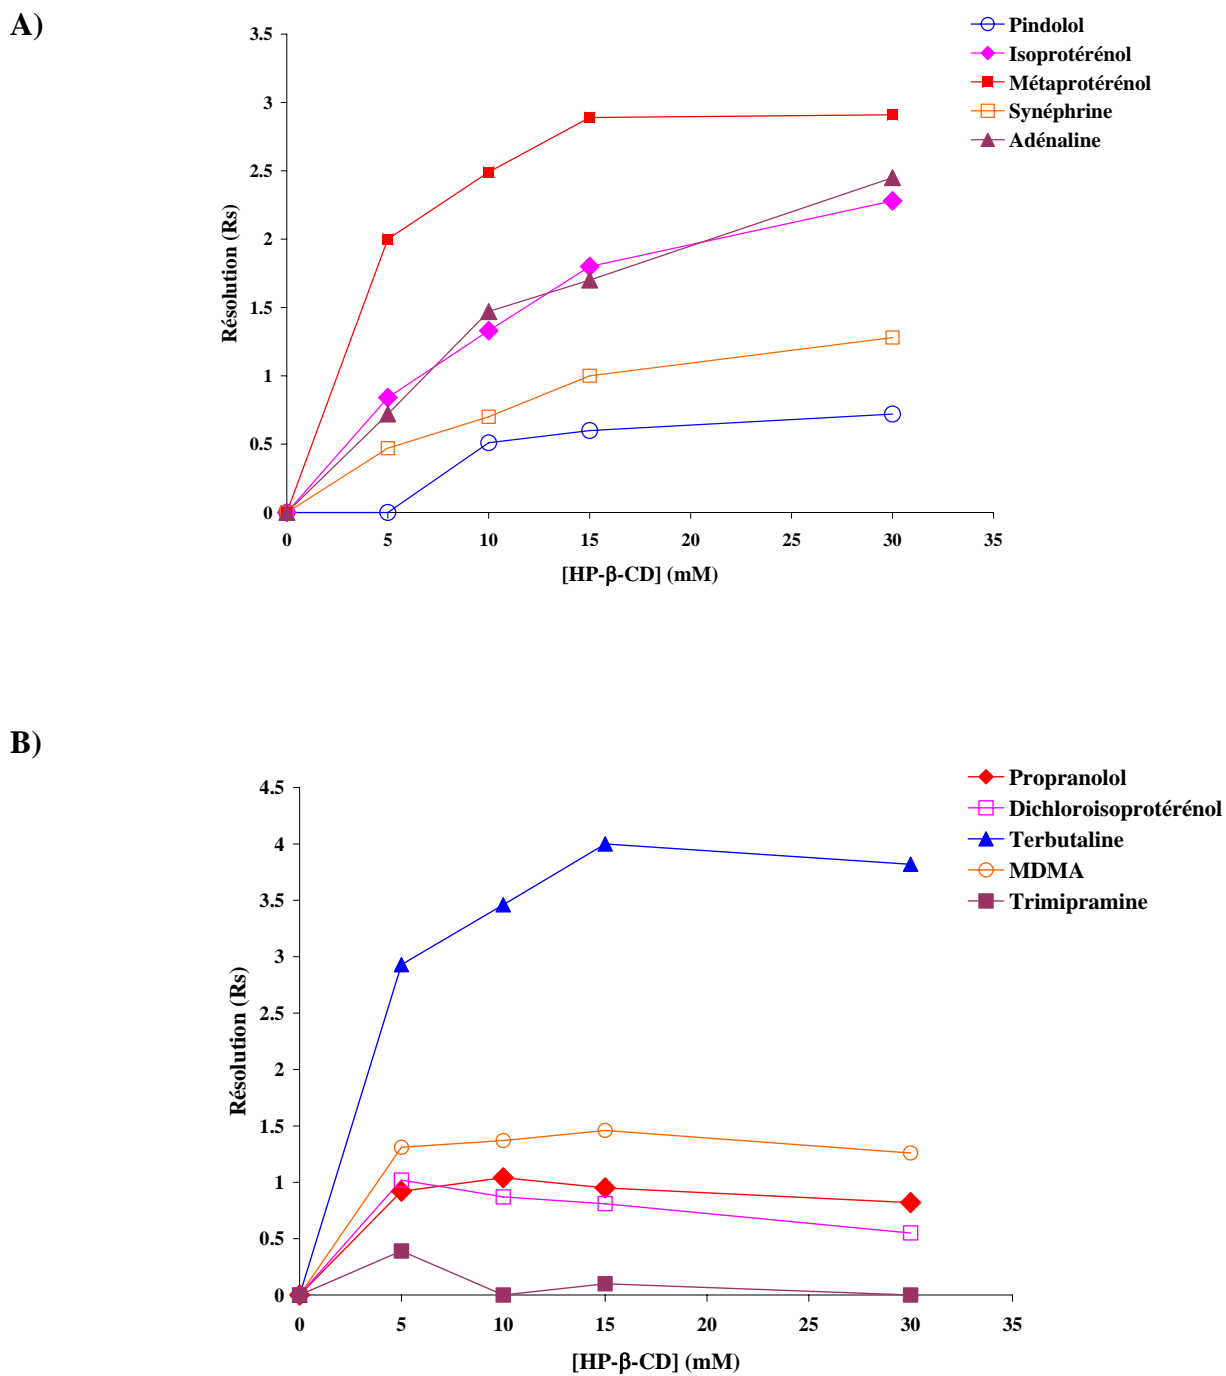 A)
Pindolol
Isoprotérénol
Métaprotérénol
Synéphrine
Adénaline
Résolution (Rs)
3.5
3
2.5
2
1.5
1
0.5
0
0 5 10 15 20 25 30 35
[HP-β-CD] (mM)
B)
Propranolol
Dichloroisoprotérénol
Terbutaline
MDMA
Trimipramine
Résolution (Rs)
4.5
4
3.5
3
2.5
2
1.5
1
0.5
0
0 5 10 15 20 25 30 35
[HP-β-CD] (mM)